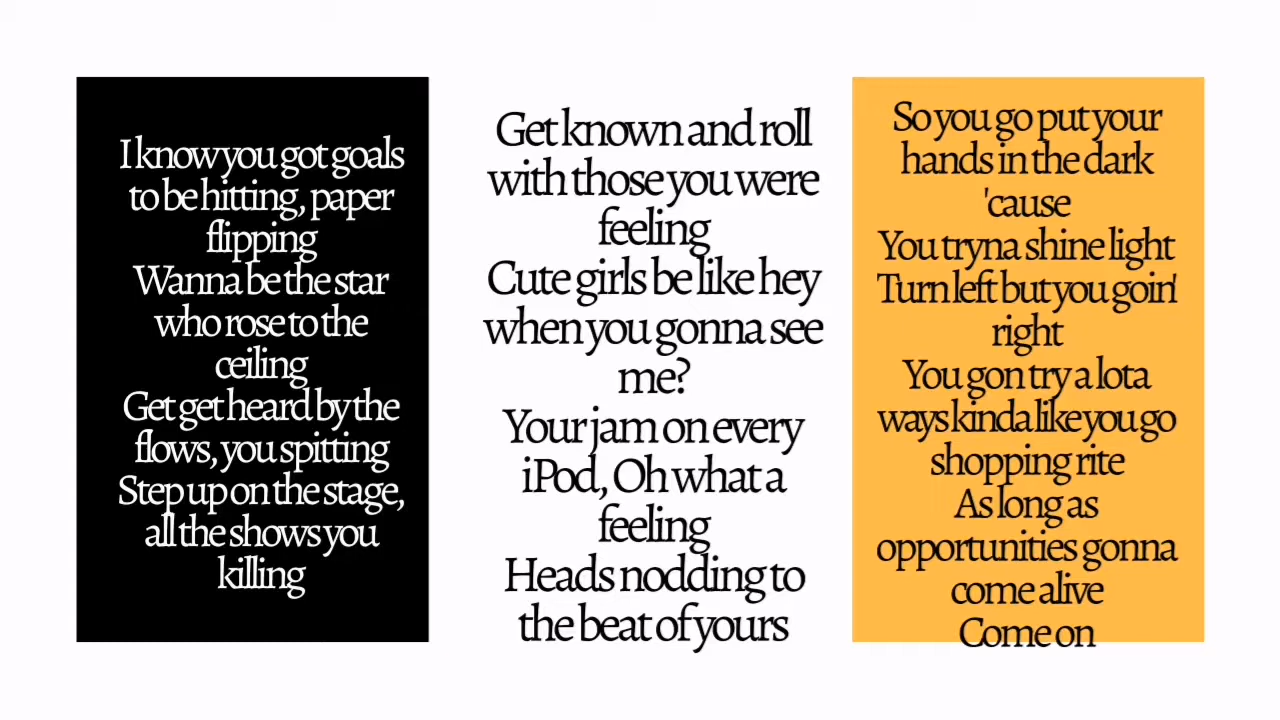 I know you got goals
to be hitting, paper
flipping
Wanna be the star
who rose to the
ceiling
Get get heard by the
flows, you spitting
Step up on the stage,
all the shows you
killing
Get known and roll
with those you were
feeling
Cute girls be like hey
when you gonna see
me?
Your jam on every
iPod, Oh what a
feeling
Heads nodding to
the beat of yours
So you go put your
hands in the dark
'cause
You tryna shine light
Turn left but you goin'
right
You gon try a lota
ways kinda like you go
shopping rite
As long as
opportunities gonna
come alive
Come on